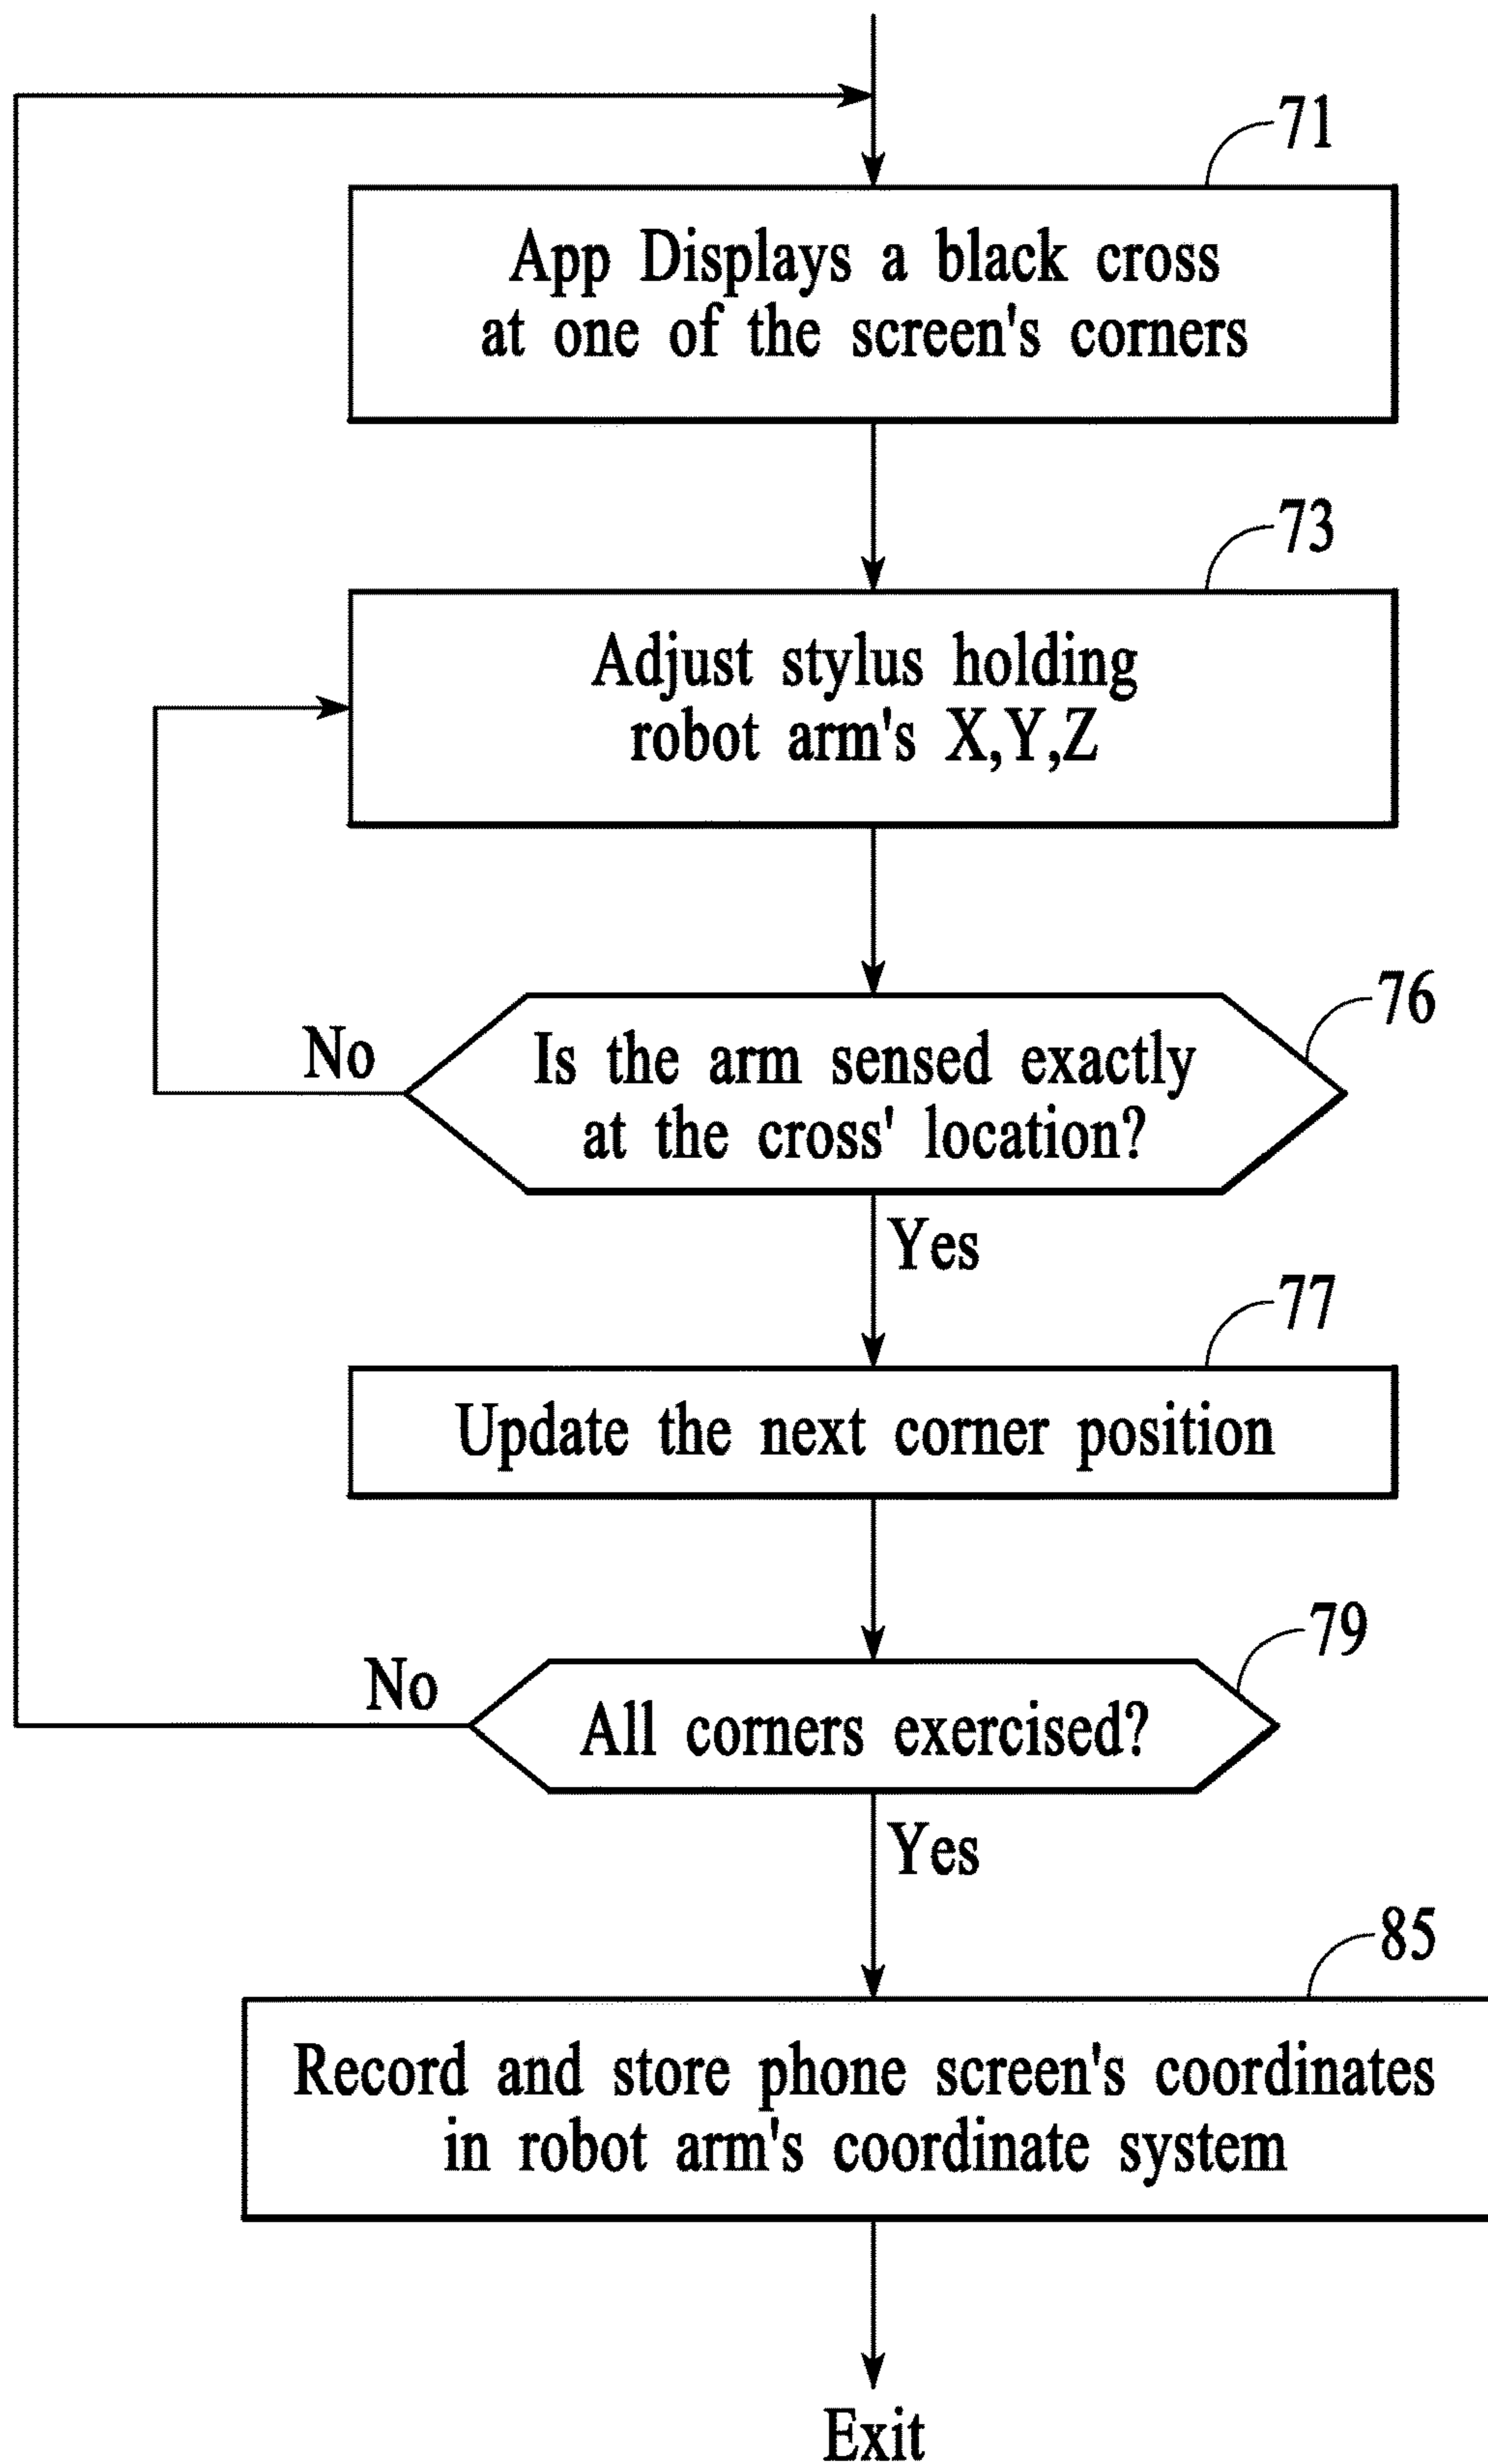 71
App Displays a black cross
at one of the screen's corners
73
Adjust stylus holding
robot arm's X,Y,Z
76
No
Is the arm sensed exactly
at the cross' location?
Yes
77
Update the next corner position
79
No
All corners exercised?
Yes
85
Record and store phone screen's coordinates
in robot arm's coordinate system
Exit